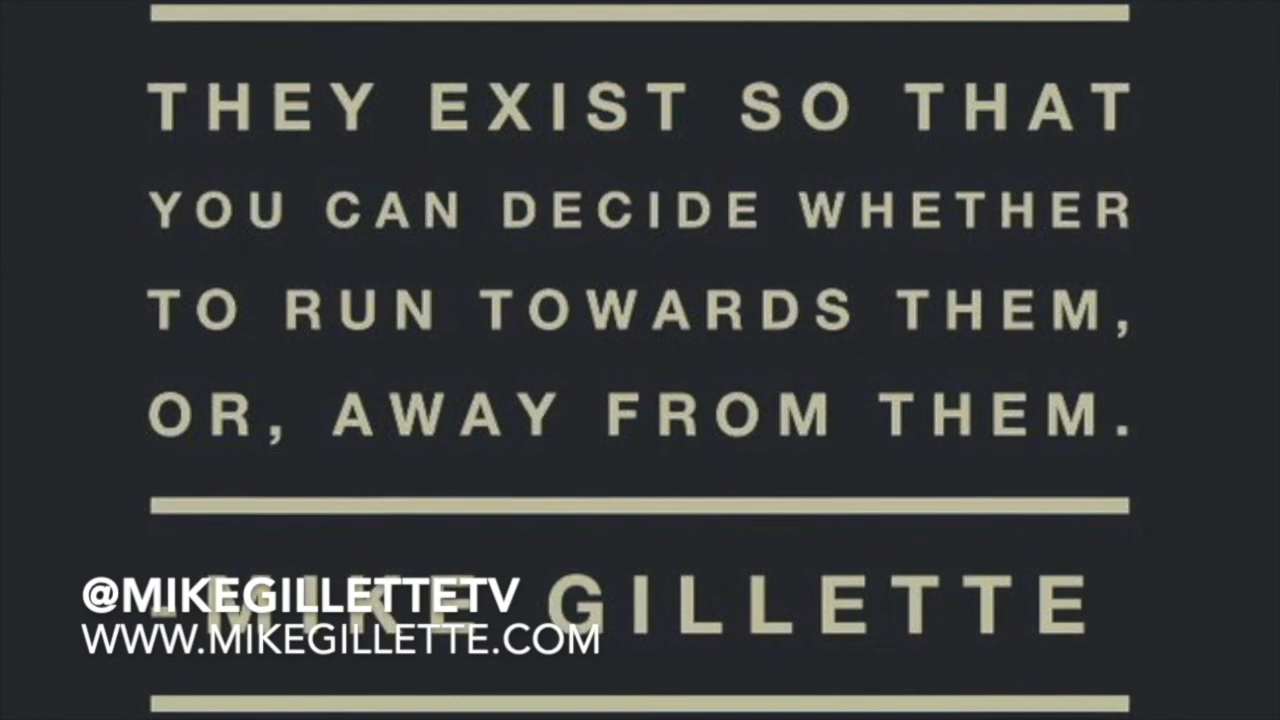 THEY EXIST SO THAT
YOU CAN DECIDE WHETHER
TO RUN TOWARDS THEM,
OR, AWAY FROM THEM.
- MIKE GILLETTE
@MIKEGILLETTETV
WWW.MIKEGILLETTE.COM